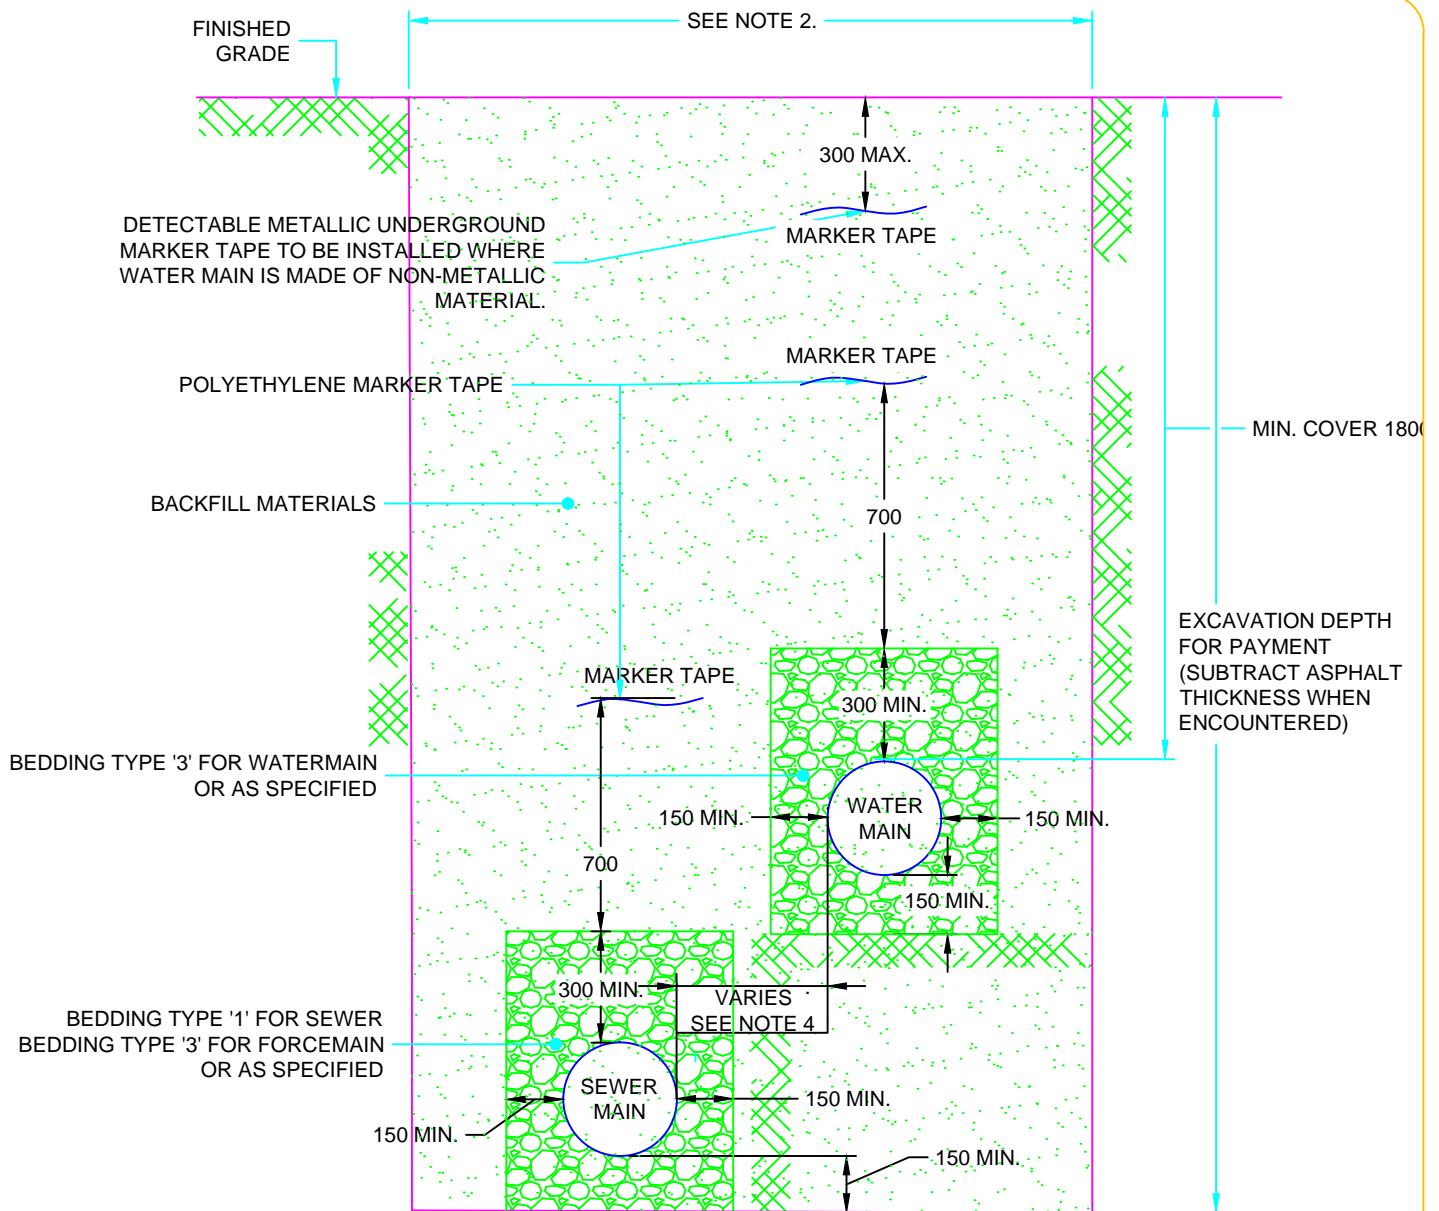 SEE NOTE 2.
FINISHED
GRADE
300 MAX.
DETECTABLE METALLIC UNDERGROUND
MARKER TAPE TO BE INSTALLED WHERE
WATER MAIN IS MADE OF NON-METALLIC
MATERIAL.
MARKER TAPE
MARKER TAPE
POLYETHYLENE MARKER TAPE
MIN. COVER 1800
BACKFILL MATERIALS
700
EXCAVATION DEPTH
FOR PAYMENT
(SUBTRACT ASPHALT
THICKNESS WHEN
ENCOUNTERED)
MARKER TAPE
300 MIN.
BEDDING TYPE '3' FOR WATERMAIN
OR AS SPECIFIED
WATER
MAIN
150 MIN.
150 MIN.
700
150 MIN.
300 MIN.
VARIES
SEE NOTE 4
BEDDING TYPE '1' FOR SEWER
BEDDING TYPE '3' FOR FORCEMAIN
OR AS SPECIFIED
SEWER
MAIN
150 MIN.
150 MIN.
150 MIN.